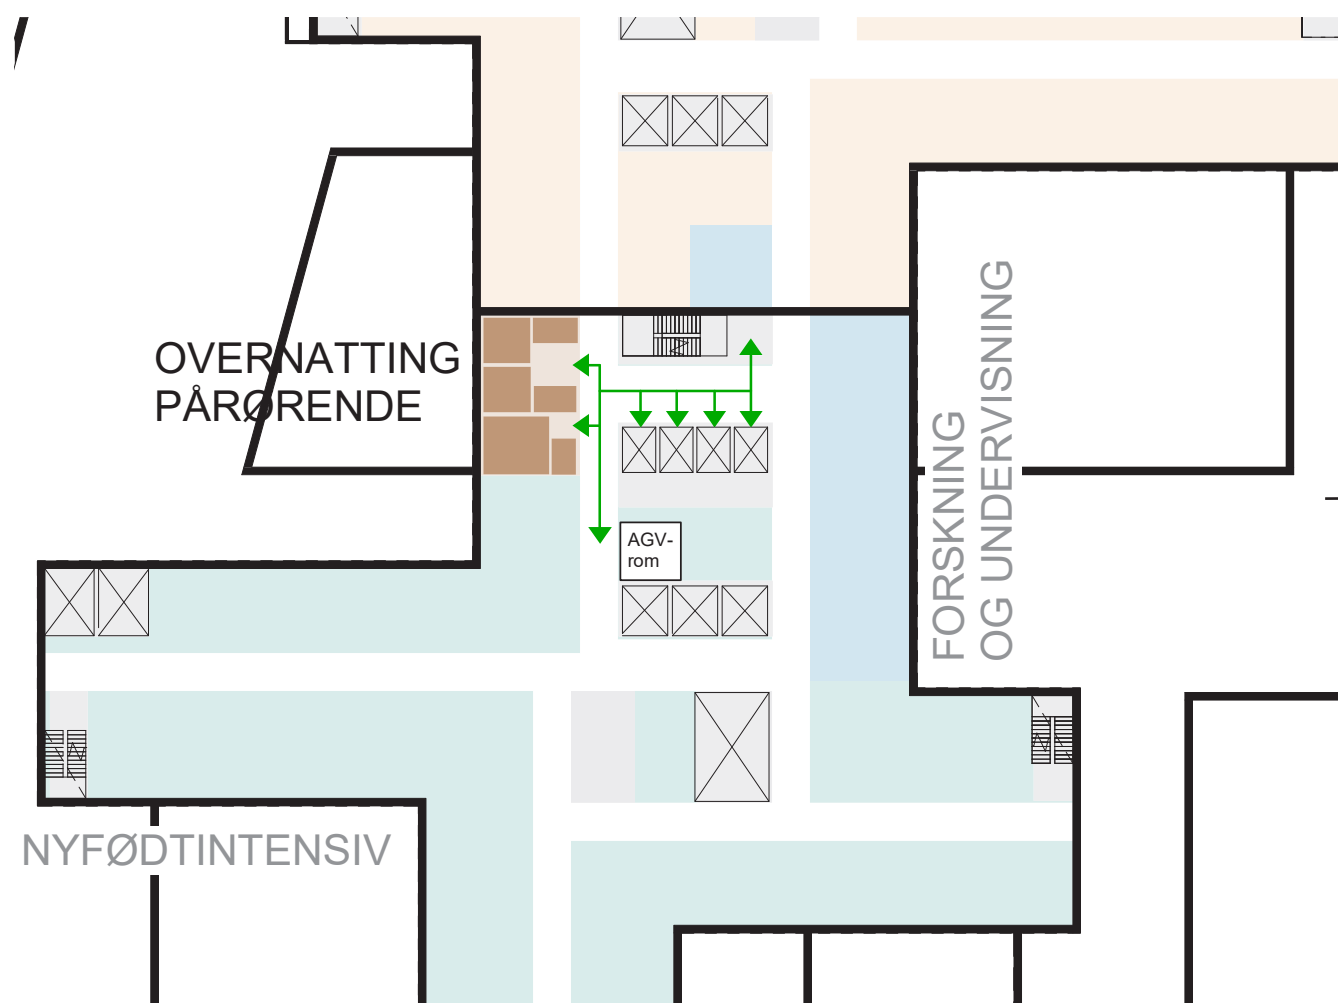 OVERNATTING
PÅRØRENDE
FORSKNING
OG UNDERVISNING
AGV-
rom
NYFØDTINTENSIV